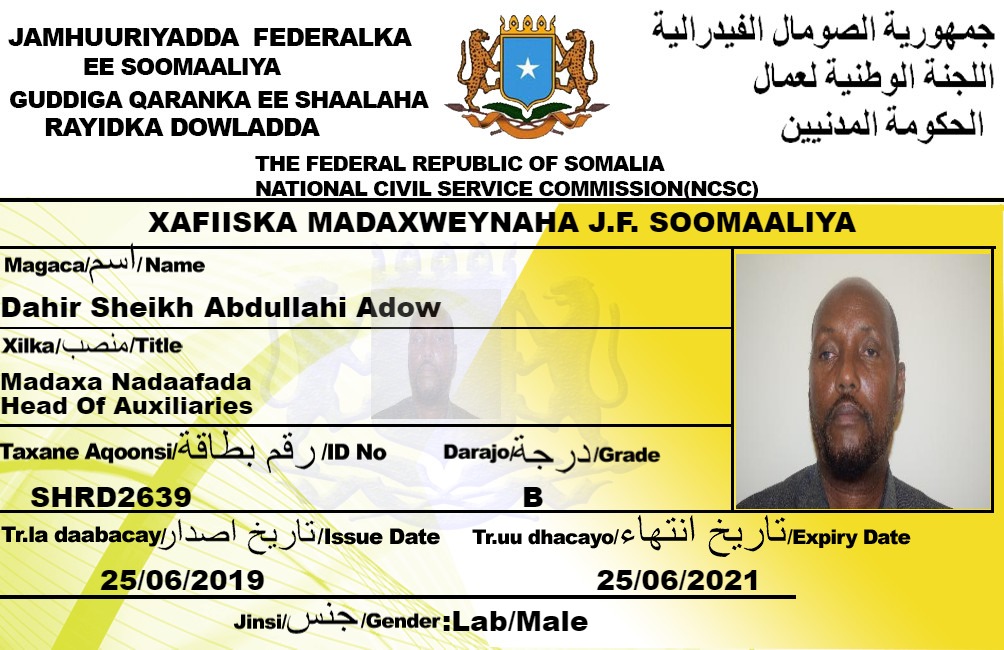 JAMHUURIYADDA FEDERALKA
EE SOOMAALIYA
GUDDIGA QARANKA EE SHAALAHA
RAYIDKA DOWLADDA
جمهورية الصومال الفيدرالية
اللجنة الوطنية لعمال
الحكومة المدنيين
THE FEDERAL REPUBLIC OF SOMALIA
NATIONAL CIVIL SERVICE COMMISSION(NCSC)
XAFIISKA MADAXWEYNAHA J.F. SOOMAALIYA
Magaca/اسم/Name
Dahir Sheikh Abdullahi Adow
Xilka/منصب/Title
Madaxa Nadaafada
Head Of Auxiliaries
Taxane Aqoonsi/رقم بطاقة/ID No
SHRD2639
Darajo/درجة/Grade
B
Tr.la daabacay/تاريخ اصدار/Issue Date
25/06/2019
Tr.uu dhacayo/تاريخ انتهاء/Expiry Date
25/06/2021
Jinsi/جنس/Gender:Lab/Male